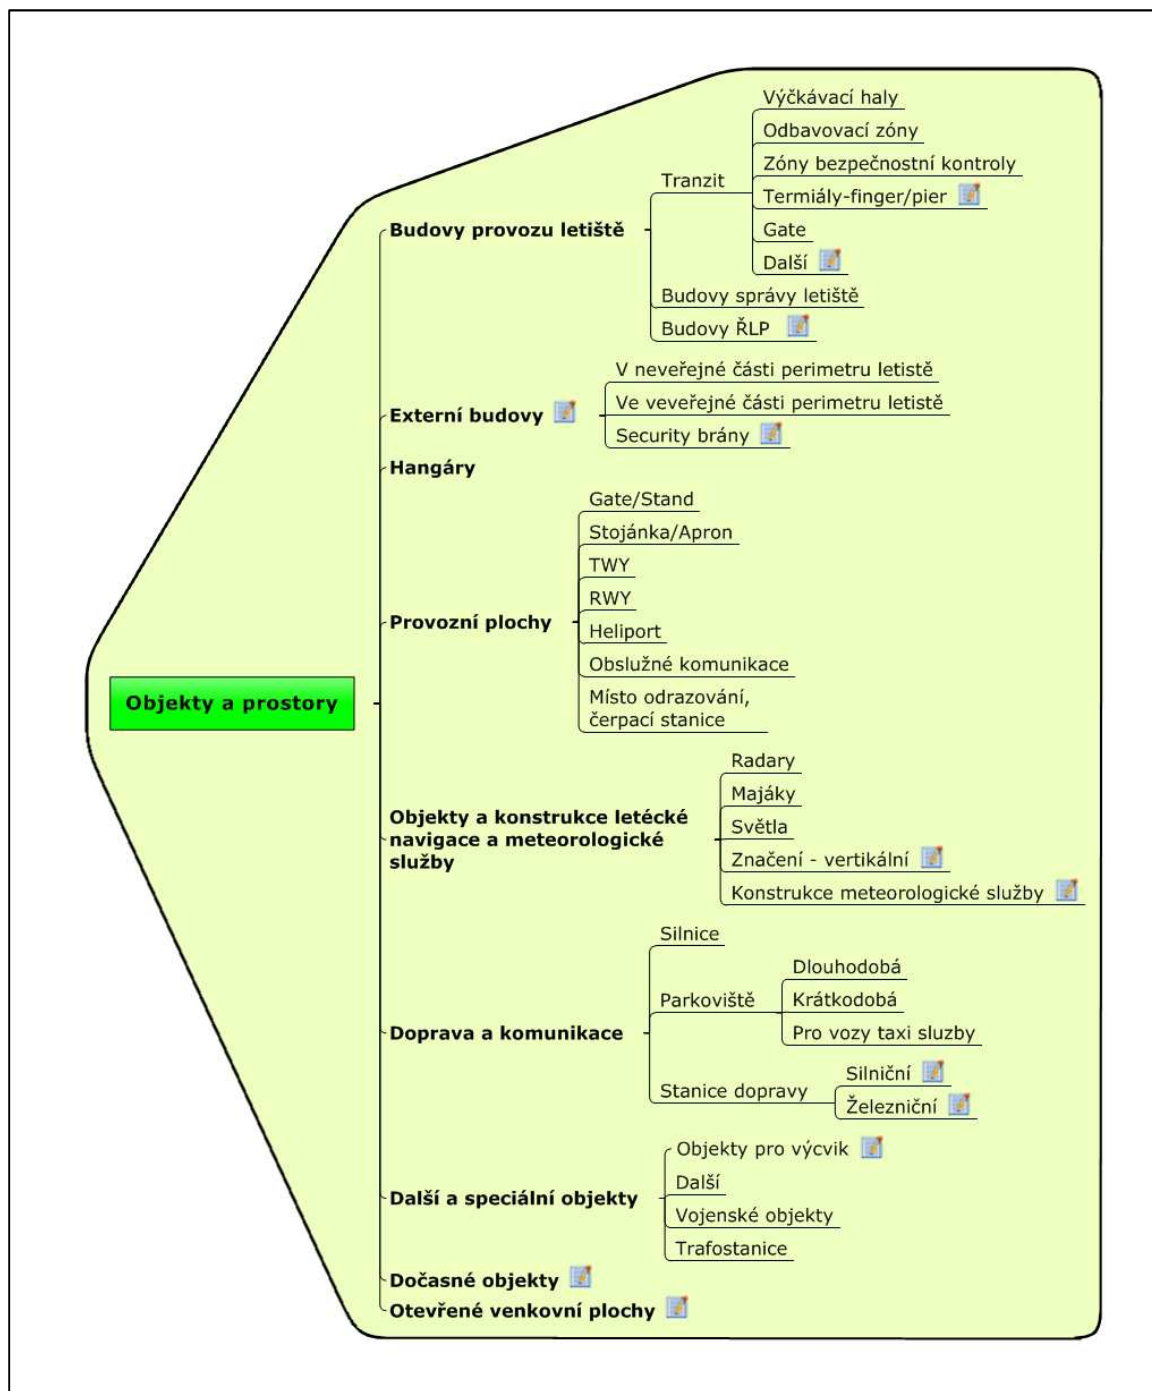 Výčkávací haly
Odbavovací zóny
Zóny bezpečnostní kontroly
Tranzit
Termiály-finger/pier
Budovy provozu letiště
Gate
Další
Budovy správy letiště
Budovy ŘLP
V neveřejné části perimetru letistě
Externí budovy
Ve veveřejné části perimetru letistě
Security brány
Hangáry
Gate/Stand
Stojánka/Apron
TWY
RWY
Provozní plochy
Heliport
Obslužné komunikace
Místo odrazování,
čerpací stanice
Objekty a prostory
Radary
Majáky
Objekty a konstrukce letécké
navigace a meteorologické
služby
Světla
Značení - vertikální
Konstrukce meteorologické služby
Silnice
Dlouhodobá
Parkoviště
Krátkodobá
Doprava a komunikace
Pro vozy taxi sluzby
Silniční
Stanice dopravy
Železniční
Objekty pro výcvik
Další
Další a speciální objekty
Vojenské objekty
Trafostanice
Dočasné objekty
Otevřené venkovní plochy